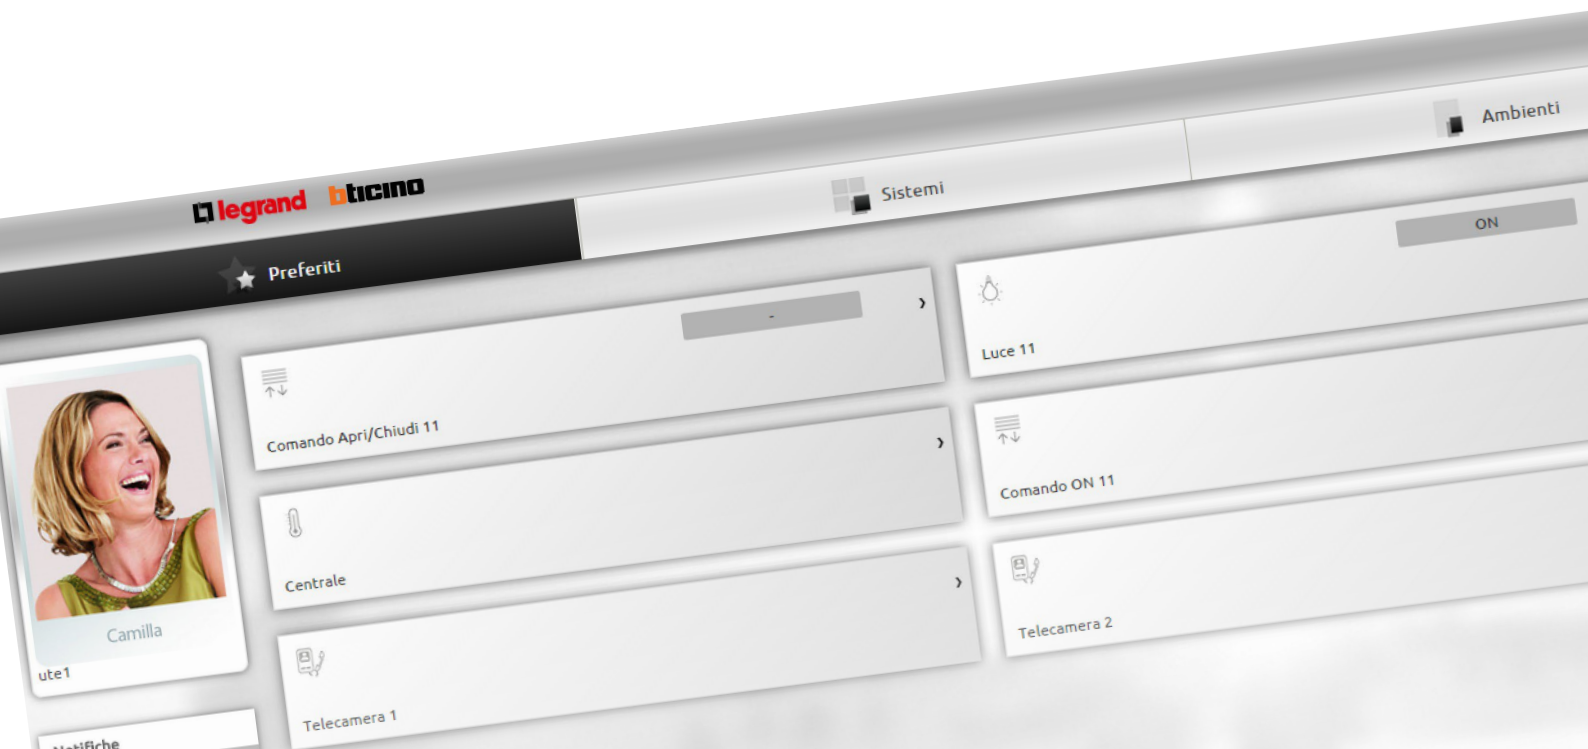 legrand bticino
Preferiti
Sistemi
Ambienti
Comando Apri/Chiudi 11
-
Luce 11
ON
Centrale
Comando ON 11
Telecamera 1
Telecamera 2
Camilla
ute1
Notifiche